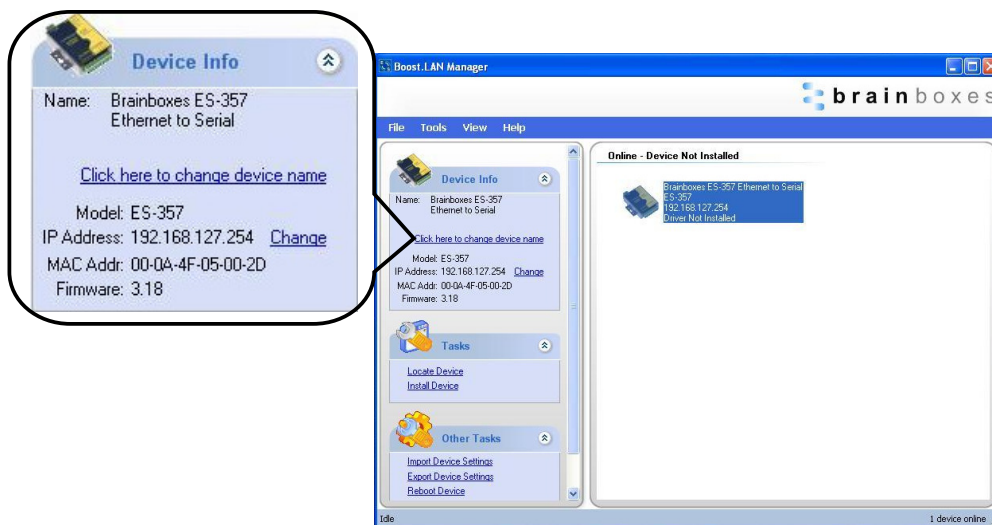 Device Info
Name: Brainboxes ES-357
Ethernet to Serial
Click here to change device name
Model: ES-357
IP Address: 192.168.127.254 Change
MAC Addr: 00-0A-4F-05-00-2D
Firmware: 3.18
Boost.LAN Manager
brainboxes
File Tools View Help
Device Info
Name: Brainboxes ES-357
Ethernet to Serial
Click here to change device name
Model: ES-357
IP Address: 192.168.127.254 Change
MAC Addr: 00-0A-4F-05-00-2D
Firmware: 3.18
Tasks
Locate Device
Install Device
Other Tasks
Import Device Settings
Export Device Settings
Reboot Device
Online - Device Not Installed
Brainboxes ES-357 Ethernet to Serial
ES-357
192.168.127.254
Driver Not Installed
Idle
1 device online